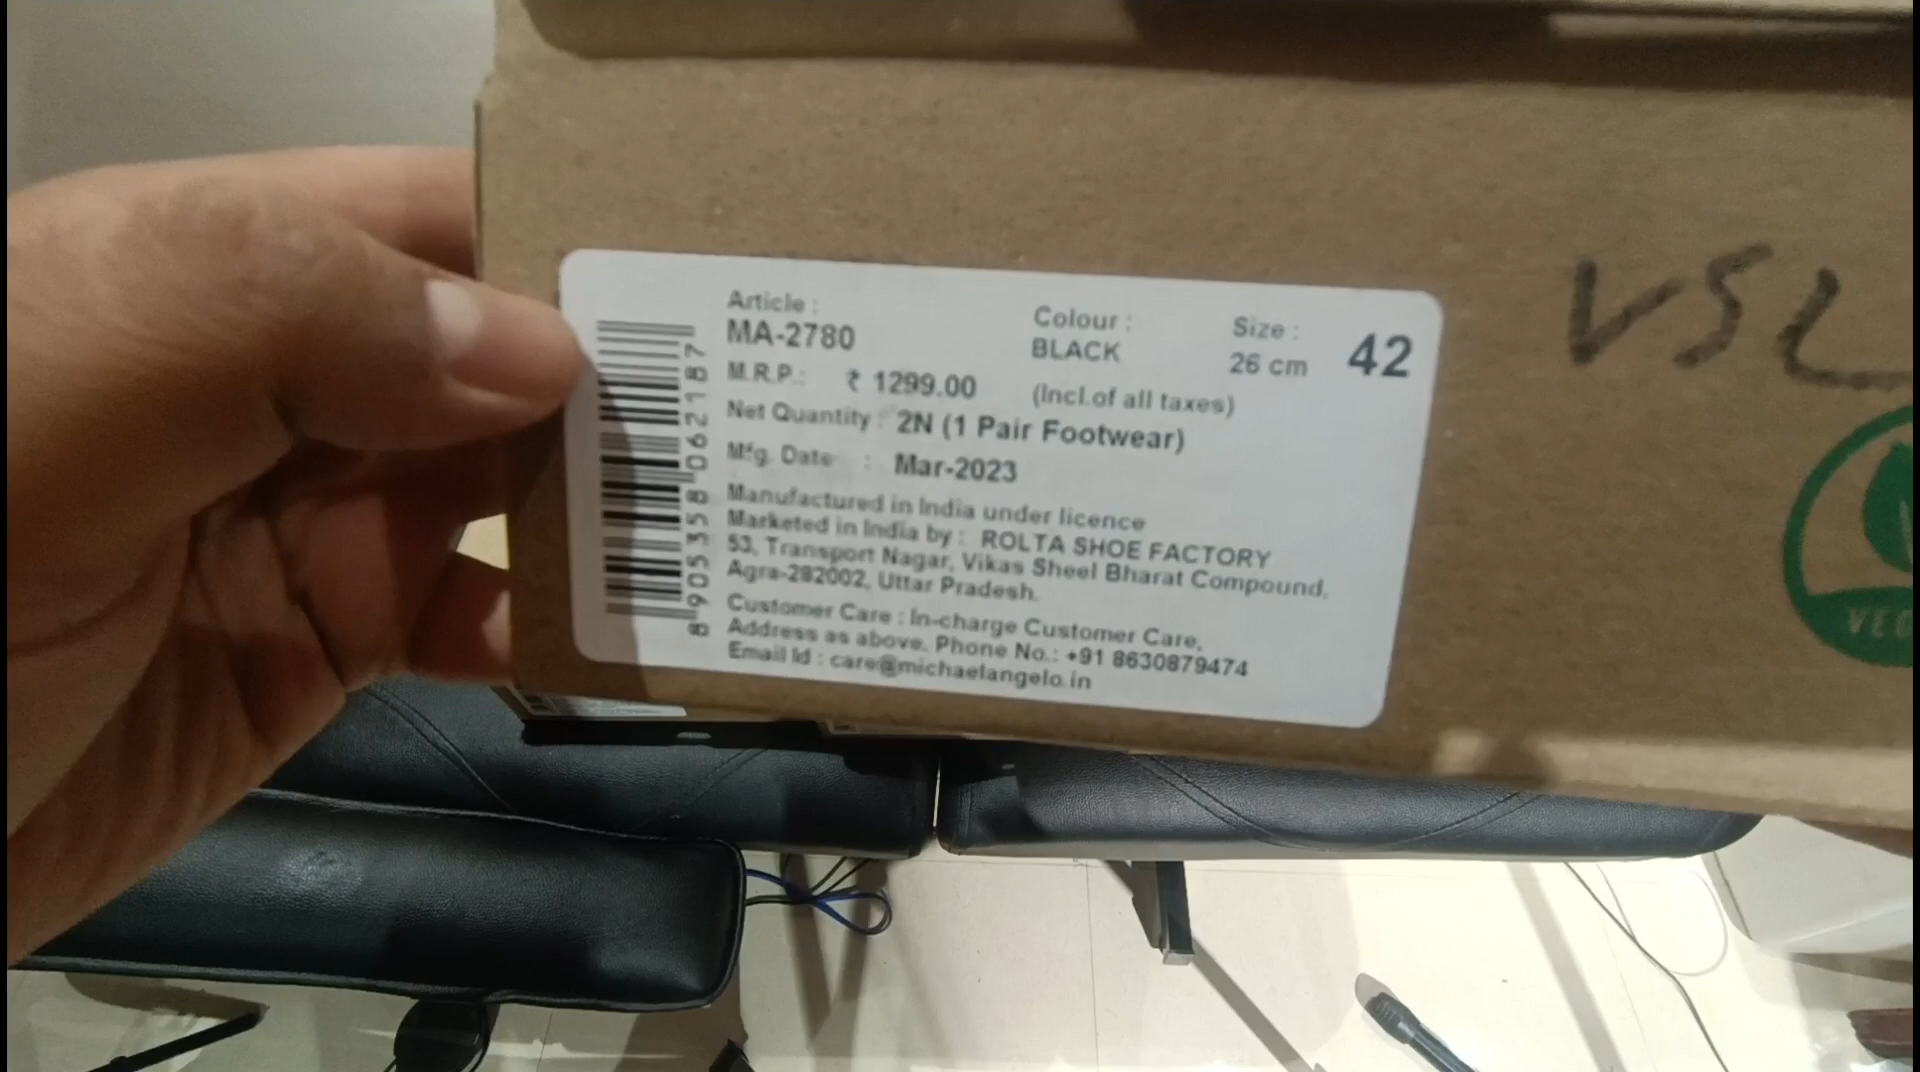 Article :
MA-2780
Colour :
BLACK
Size :
26 cm
42
M.R.P.: ₹ 1299.00 (Incl.of all taxes)
Net Quantity : 2N (1 Pair Footwear)
Mfg. Date : Mar-2023
Manufactured in India under licence
Marketed in India by : ROLTA SHOE FACTORY
53, Transport Nagar, Vikas Sheel Bharat Compound,
Agra-282002, Uttar Pradesh.
Customer Care : In-charge Customer Care,
Address as above, Phone No.: +91 8630879474
Email Id : care@michaelangelo.in
8905358062187